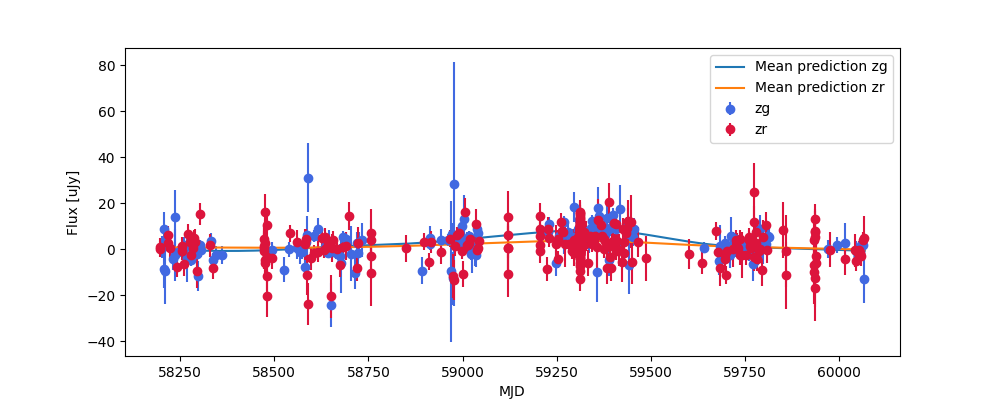 Flux [uJy]
80
60
40
20
0
−20
−40
58250
58500
58750
59000
59250
59500
59750
60000
MJD
Mean prediction zg
Mean prediction zr
zg
zr